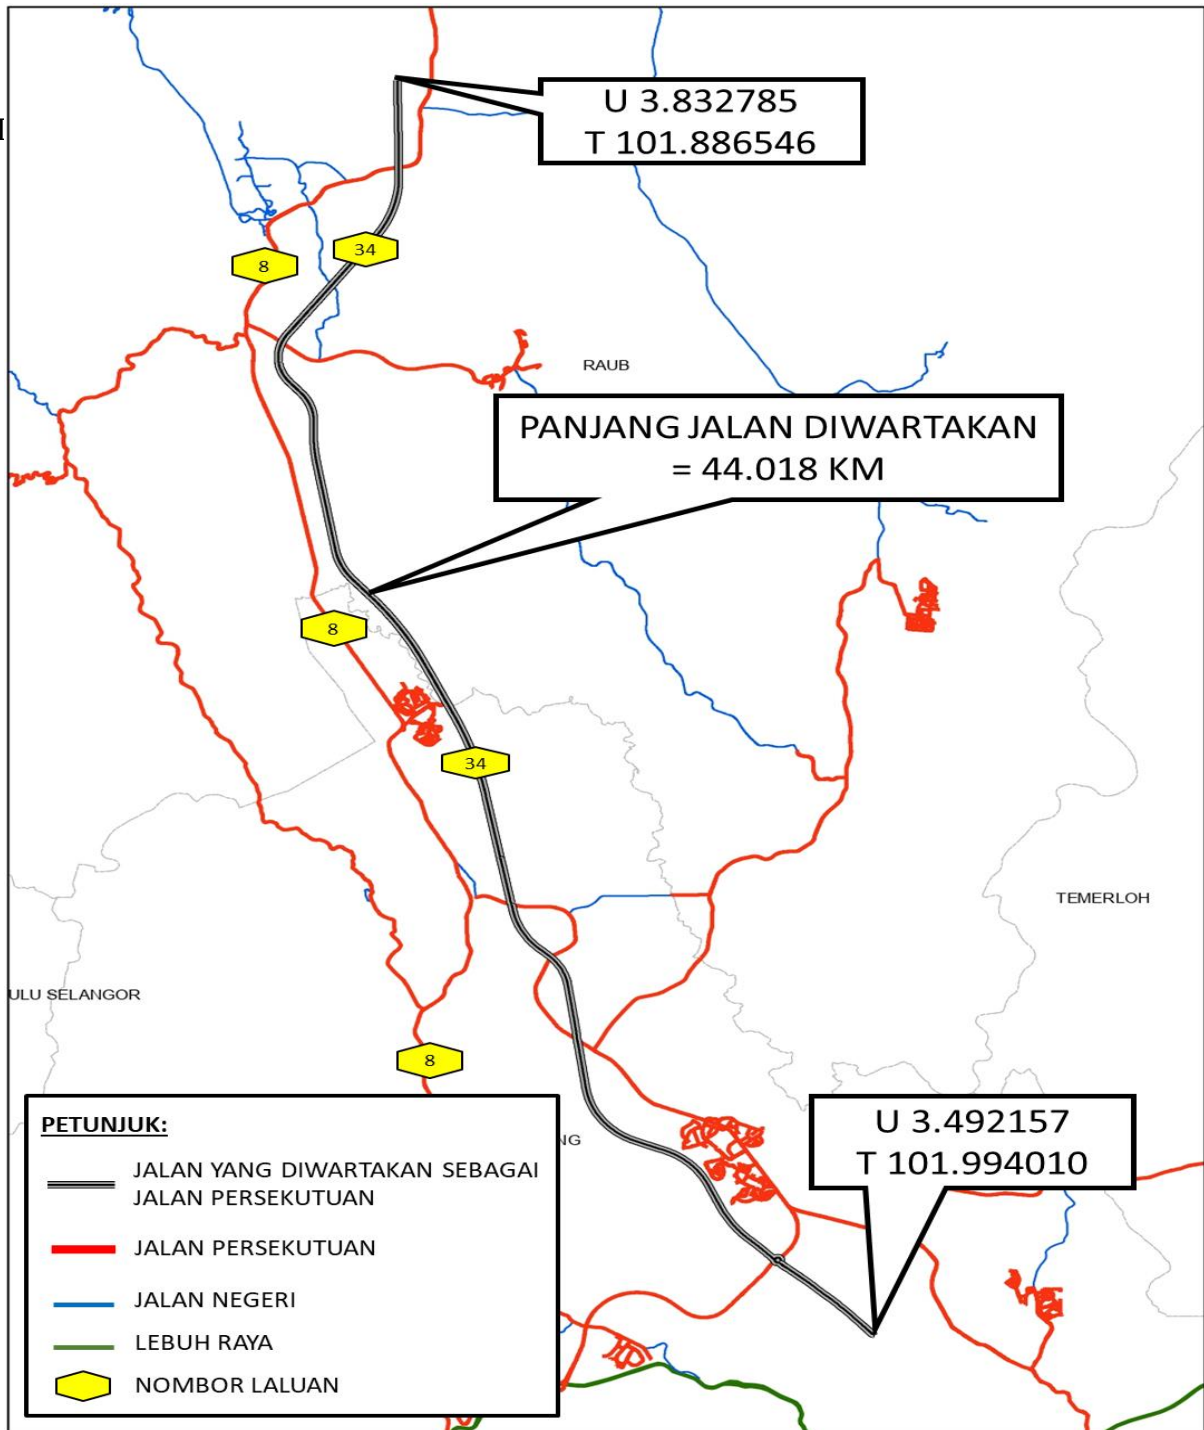 U 3.832785
T 101.886546
34
8
RAUB
PANJANG JALAN DIWARTAKAN
= 44.018 KM
8
34
TEMERLOH
ULU SELANGOR
8
NG
U 3.492157
T 101.994010
PETUNJUK:
JALAN YANG DIWARTAKAN SEBAGAI
JALAN PERSEKUTUAN
JALAN PERSEKUTUAN
JALAN NEGERI
LEBUH RAYA
NOMBOR LALUAN